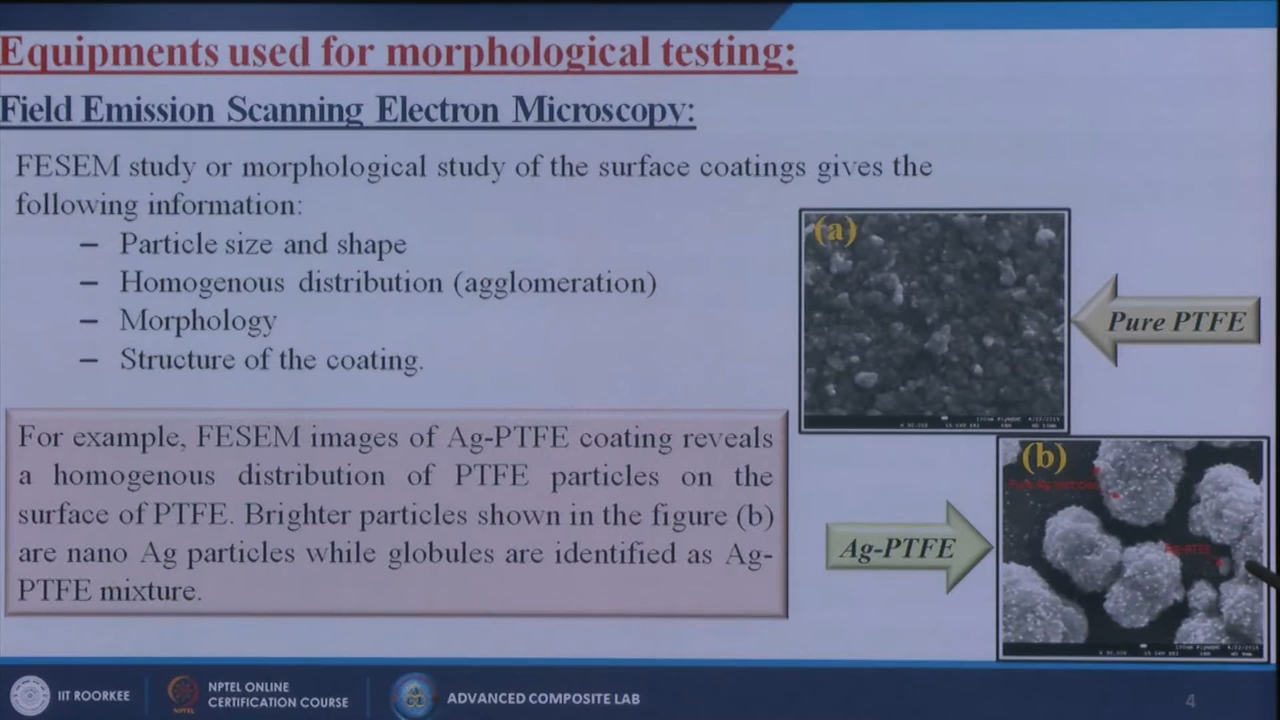 Equipments used for morphological testing:
Field Emission Scanning Electron Microscopy:
FESEM study or morphological study of the surface coatings gives the
following information:
– Particle size and shape
– Homogenous distribution (agglomeration)
– Morphology
– Structure of the coating.
(a)
Pure PTFE
For example, FESEM images of Ag-PTFE coating reveals
a homogenous distribution of PTFE particles on the
surface of PTFE. Brighter particles shown in the figure (b)
are nano Ag particles while globules are identified as Ag-
PTFE mixture.
(b)
Ag-PTFE
IIT ROORKEE
NPTEL ONLINE
CERTIFICATION COURSE
ADVANCED COMPOSITE LAB
4